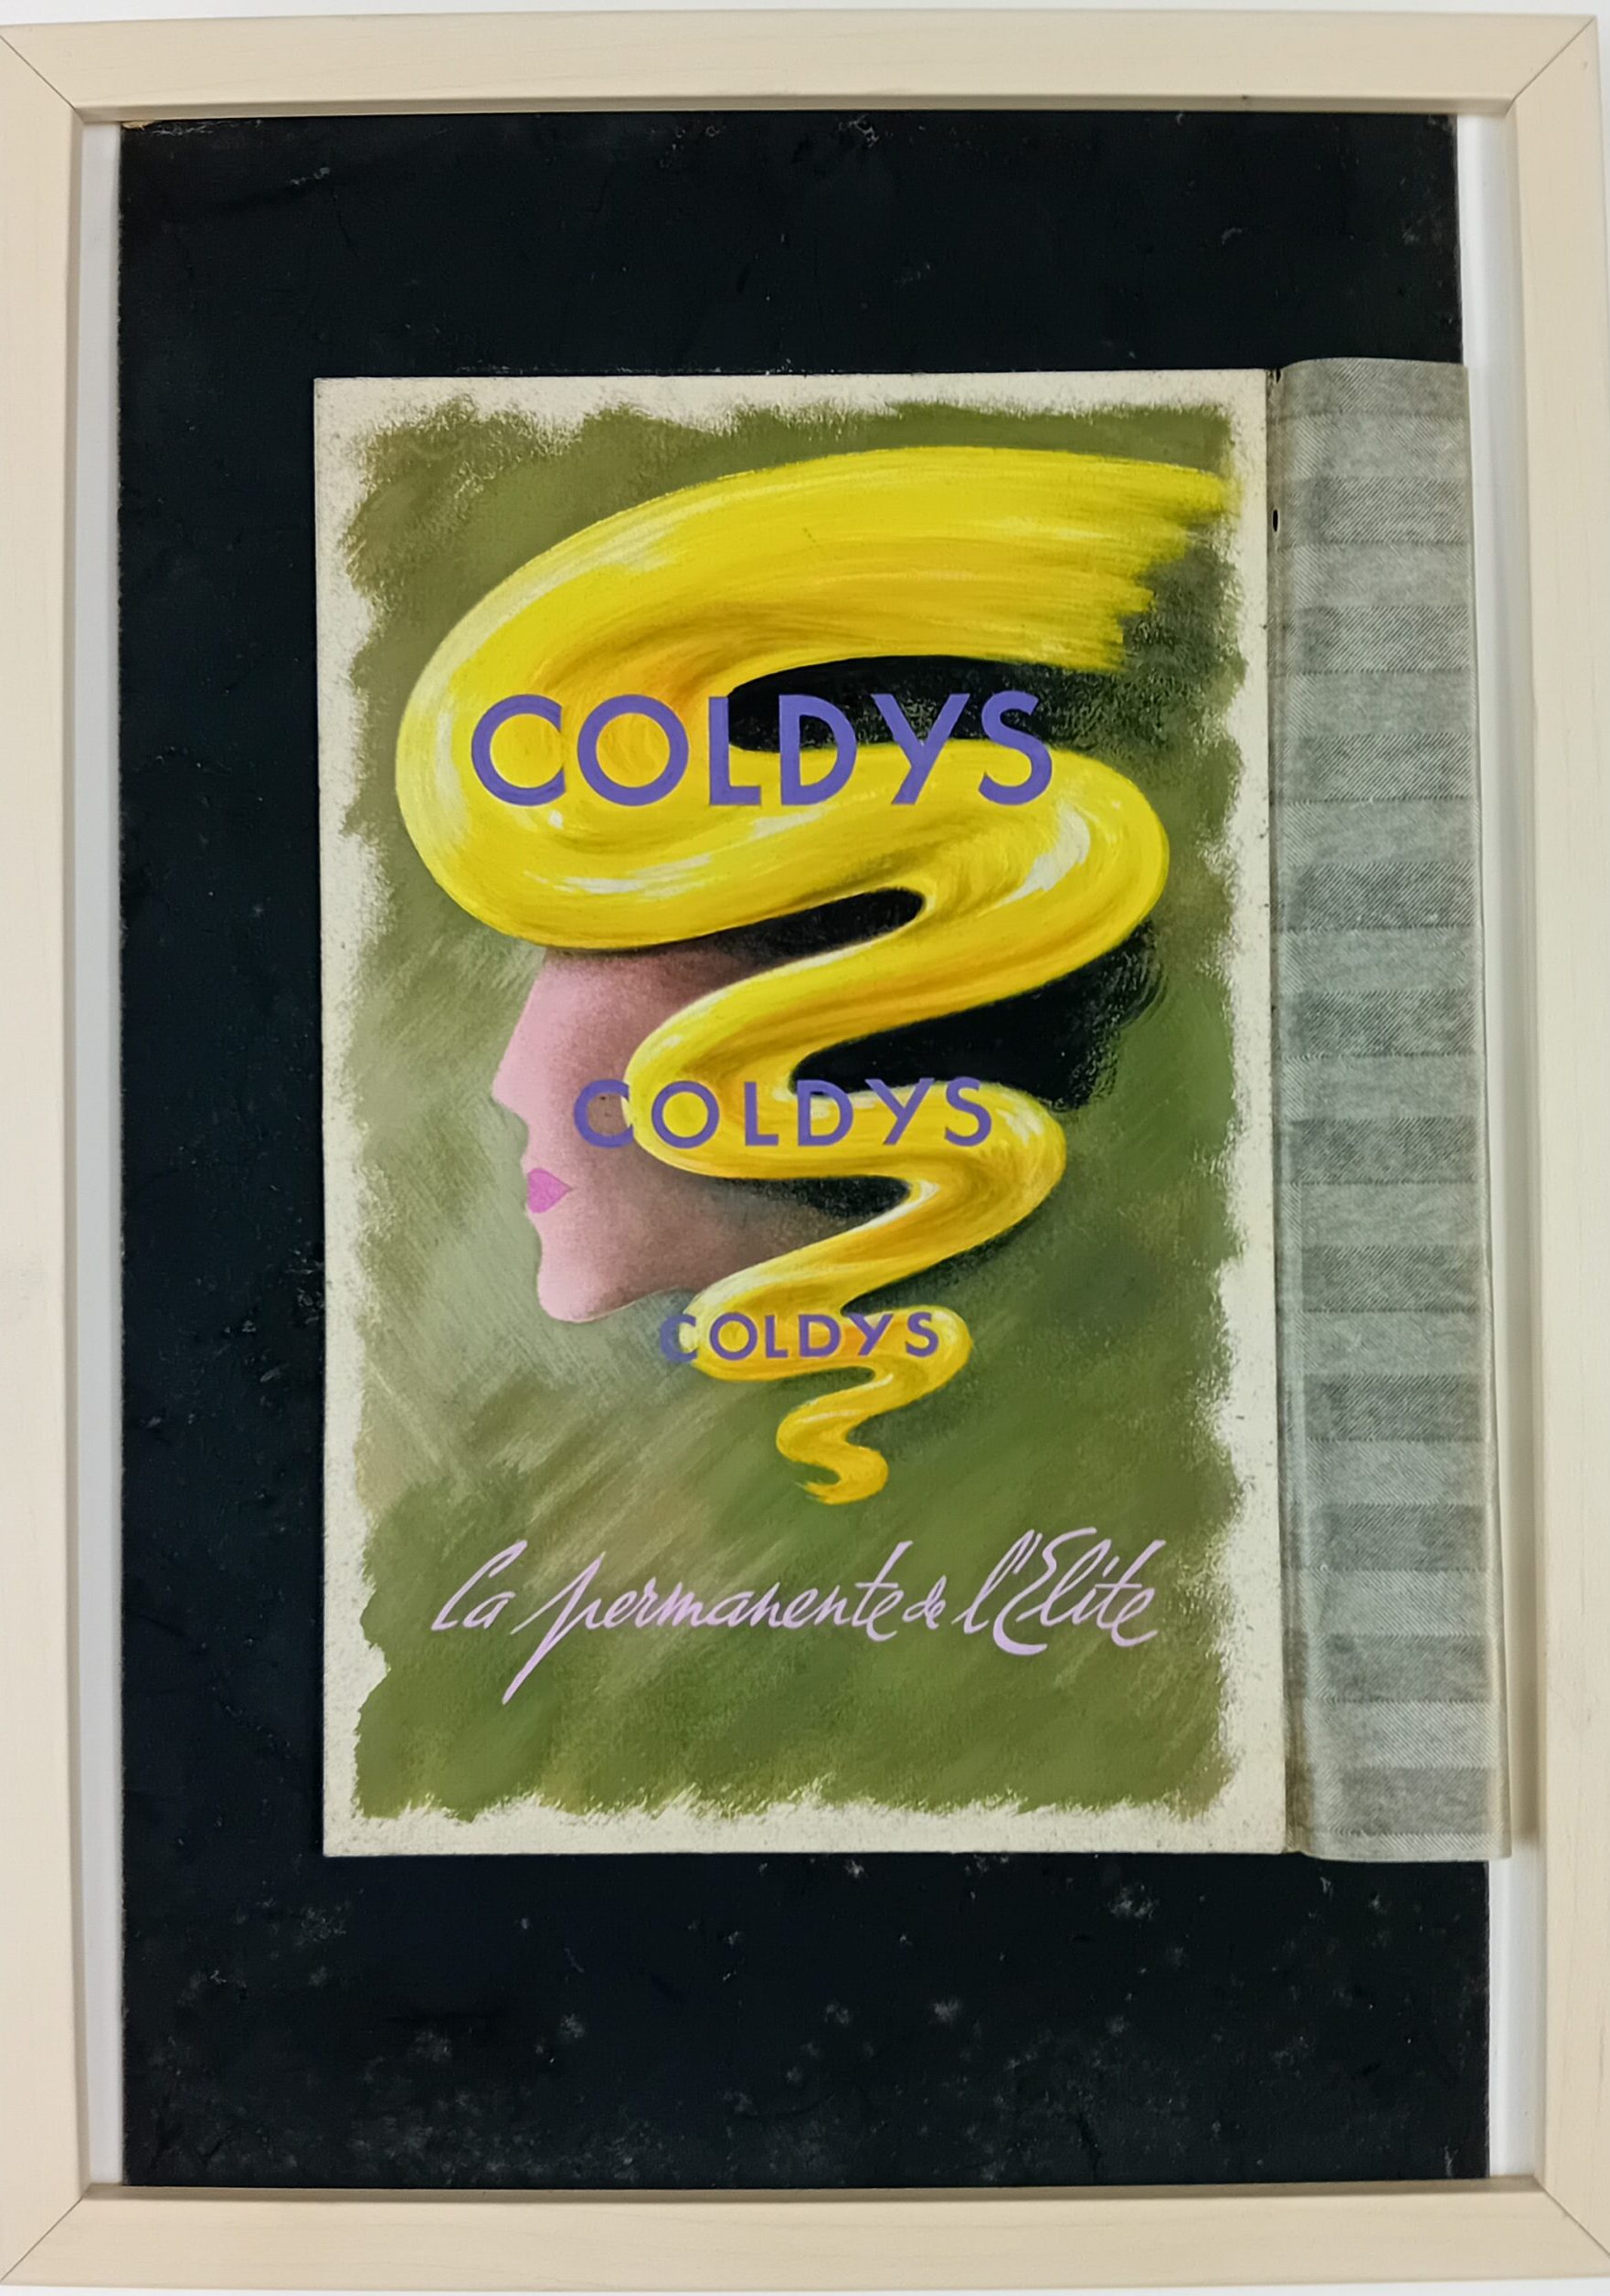 COLDYS
COLDYS
COLDYS
La permanente de l'Elite